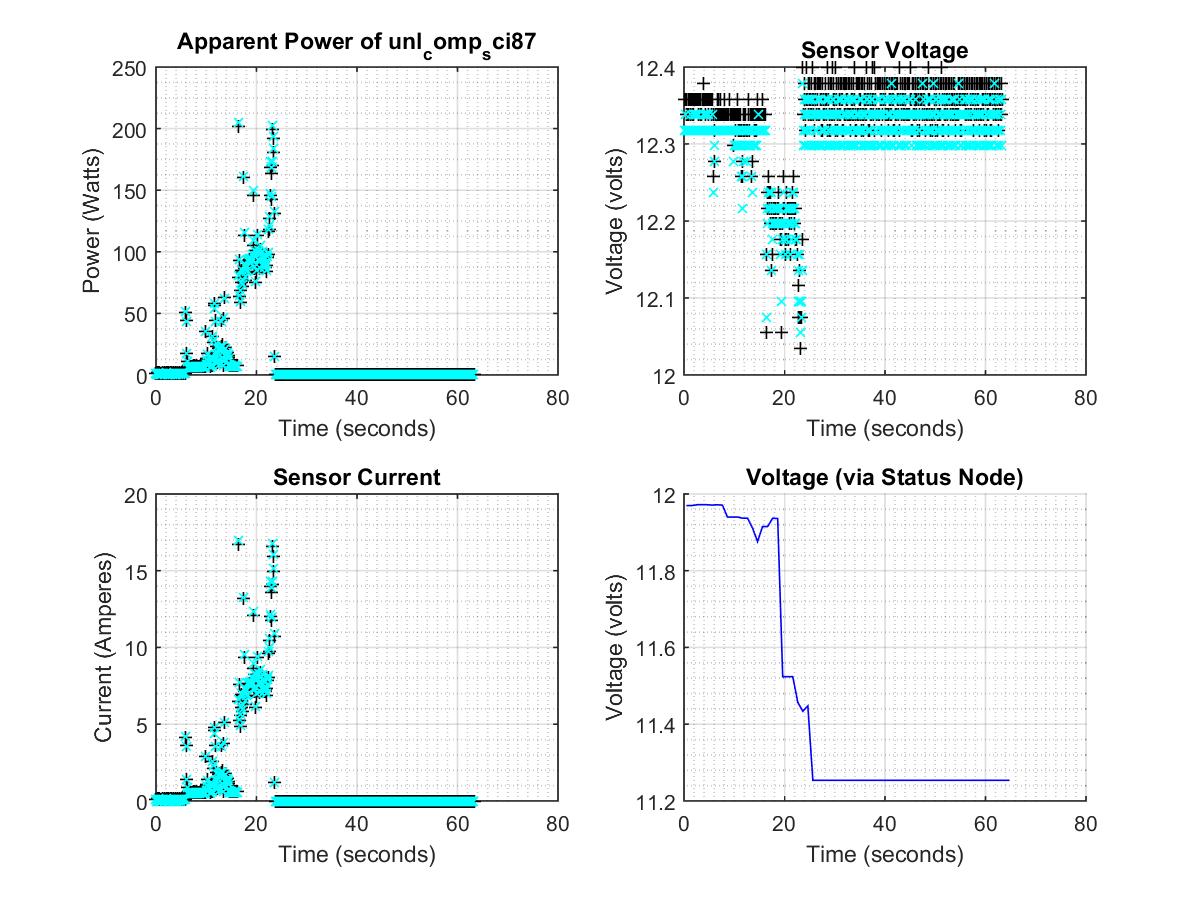 Apparent Power of unl_comp_sci87
250
200
150
100
50
0
Power (Watts)
0 20 40 60 80
Time (seconds)
Sensor Voltage
12.4
12.3
12.2
12.1
12
Voltage (volts)
0 20 40 60 80
Time (seconds)
Sensor Current
20
15
10
5
0
Current (Amperes)
0 20 40 60 80
Time (seconds)
Voltage (via Status Node)
12
11.8
11.6
11.4
11.2
Voltage (volts)
0 20 40 60 80
Time (seconds)